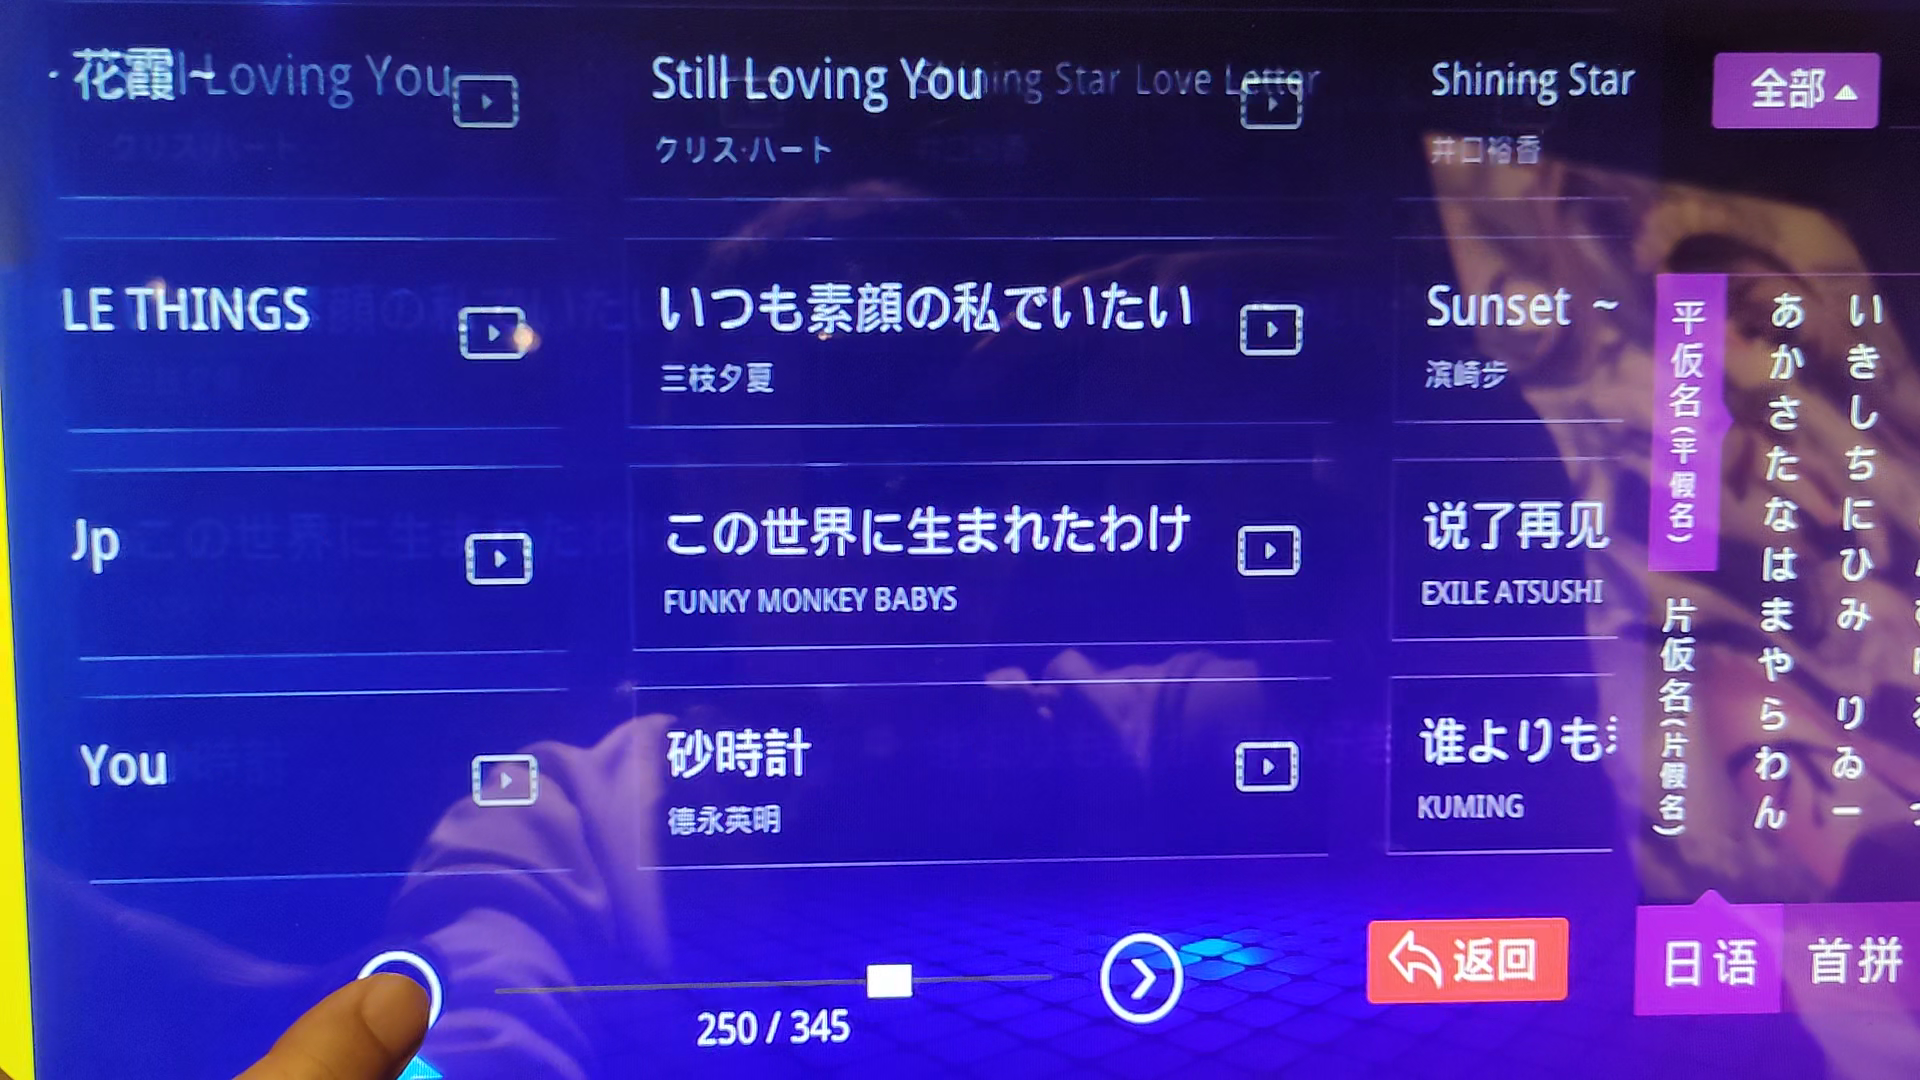 花霞~
Still Loving You
クリス·ハート
Shining Star
井口裕香
全部
LE THINGS
いつも素顔の私でいたい
三枝夕夏
Sunset ~
滨崎步
Jp
この世界に生まれたわけ
FUNKY MONKEY BABYS
说了再见
EXILE ATSUSHI
You
砂時計
德永英明
谁よりも
KUMING
平仮名(平假名)
片仮名(片假名)
あかさたなはまやらわん
いきしちにひみ りゐー
250 / 345
返回
日语
首拼